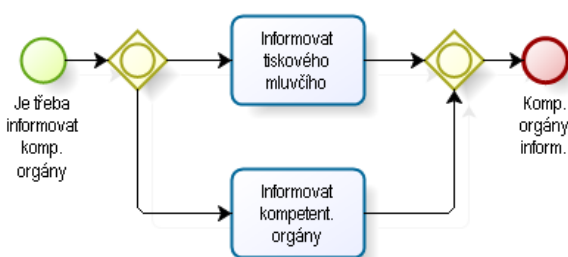 Informovat
tiskového
mluvčího
Je třeba
informovat
komp.
orgány
Komp.
orgány
inform.
Informovat
kompetent.
orgány